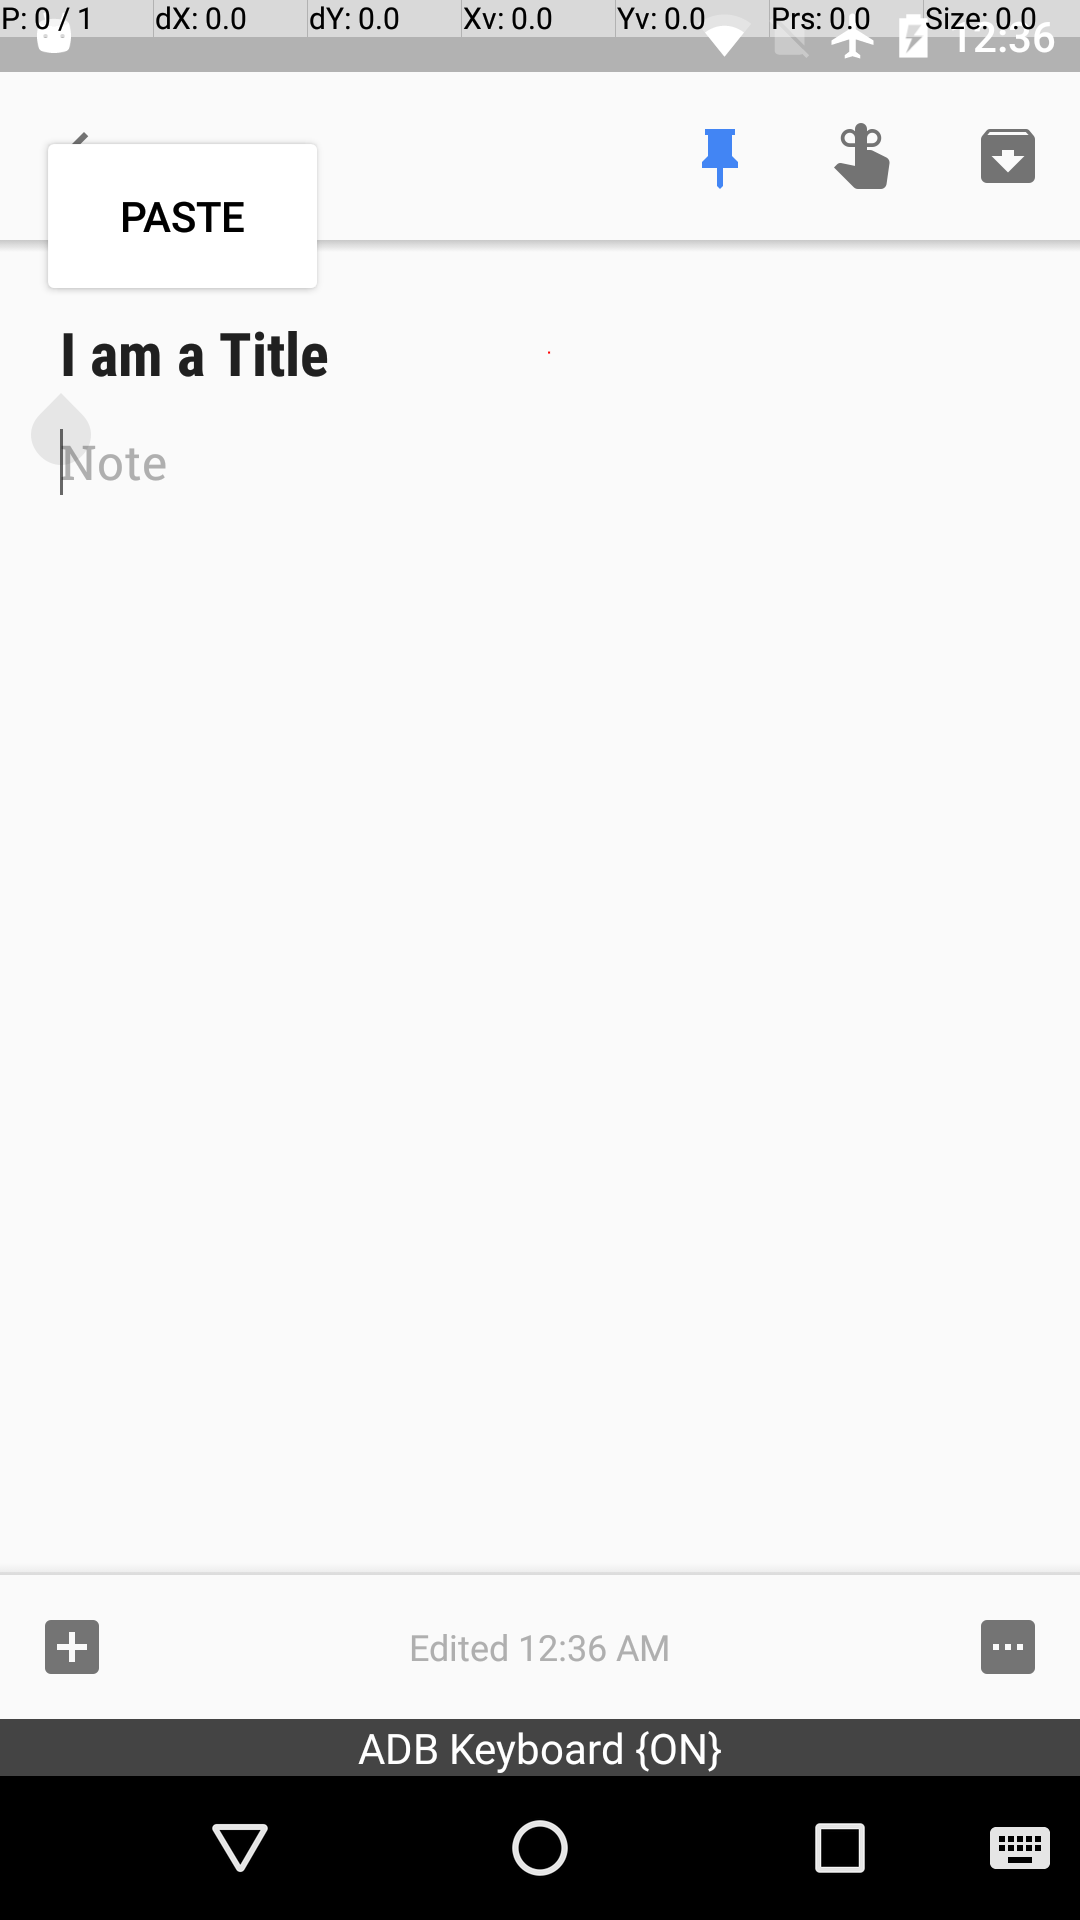 P: 0 / 1 dX: 0.0 dY: 0.0 Xv: 0.0 Yv: 0.0 Prs: 0.0 Size: 0.0
12:36
PASTE
I am a Title
Note
Edited 12:36 AM
ADB Keyboard {ON}